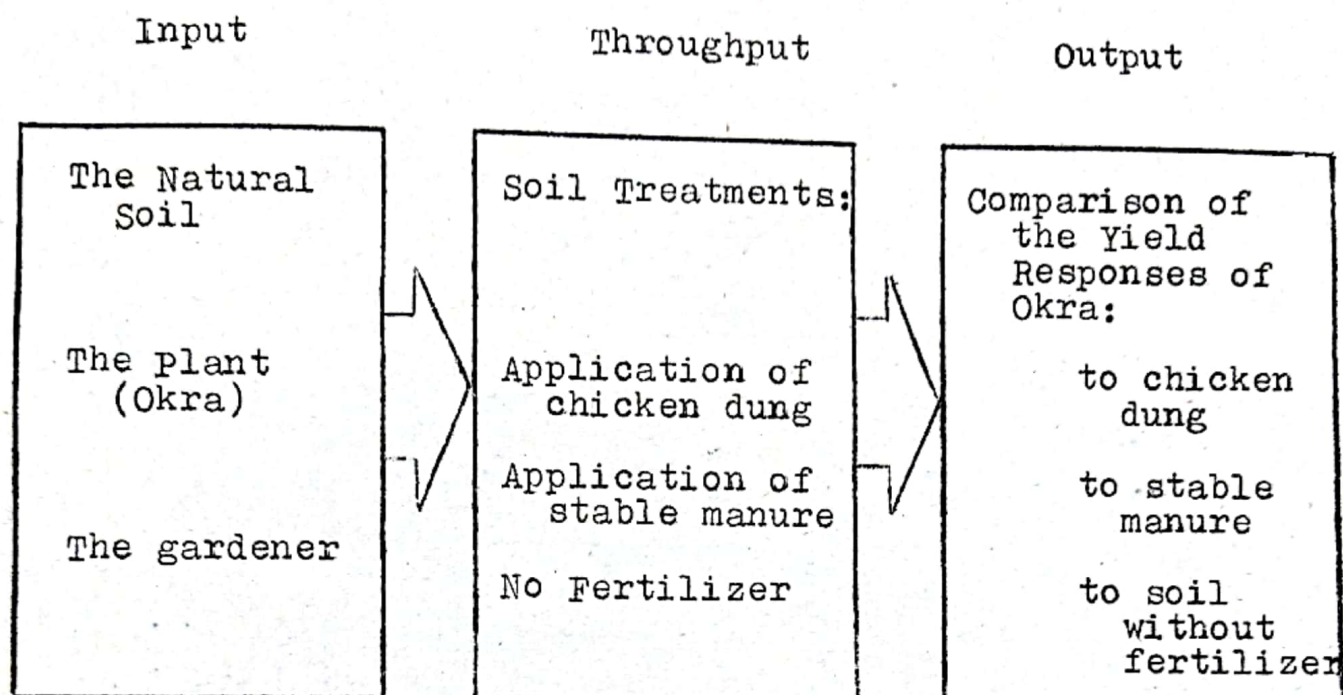 Input
Throughput
Output
The Natural
Soil
The Plant
(Okra)
The gardener
Soil Treatments:
Application of
chicken dung
Application of
stable manure
No Fertilizer
Comparison of
the Yield
Responses of
Okra:
to chicken
dung
to stable
manure
to soil
without
fertilizer